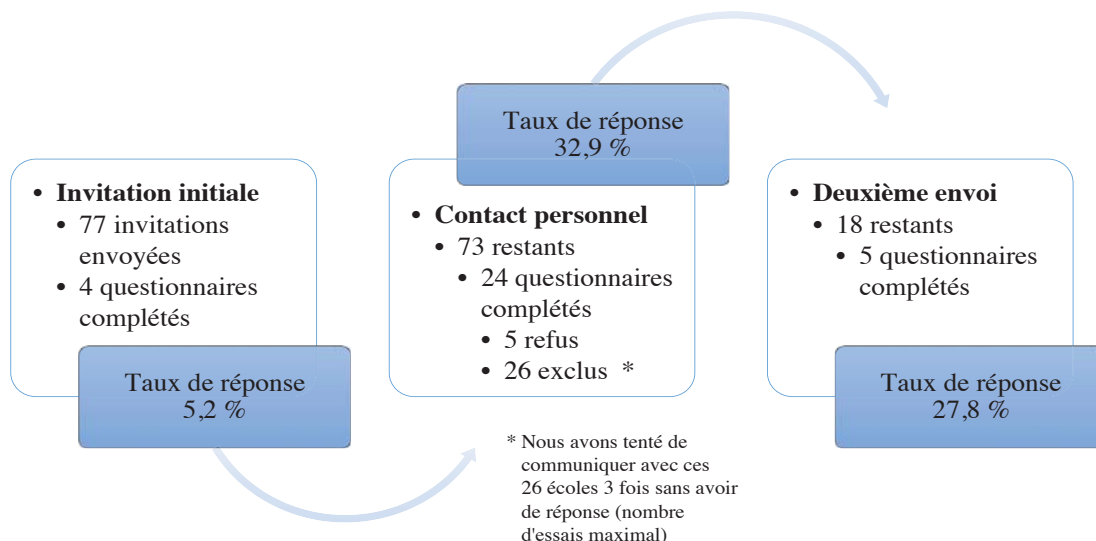 • Invitation initiale
• 77 invitations
envoyées
• 4 questionnaires
complétés
Taux de réponse
5,2 %
Taux de réponse
32,9 %
• Contact personnel
• 73 restants
• 24 questionnaires
complétés
• 5 refus
• 26 exclus *
* Nous avons tenté de
communiquer avec ces
26 écoles 3 fois sans avoir
de réponse (nombre
d'essais maximal)
• Deuxième envoi
• 18 restants
• 5 questionnaires
complétés
Taux de réponse
27,8 %